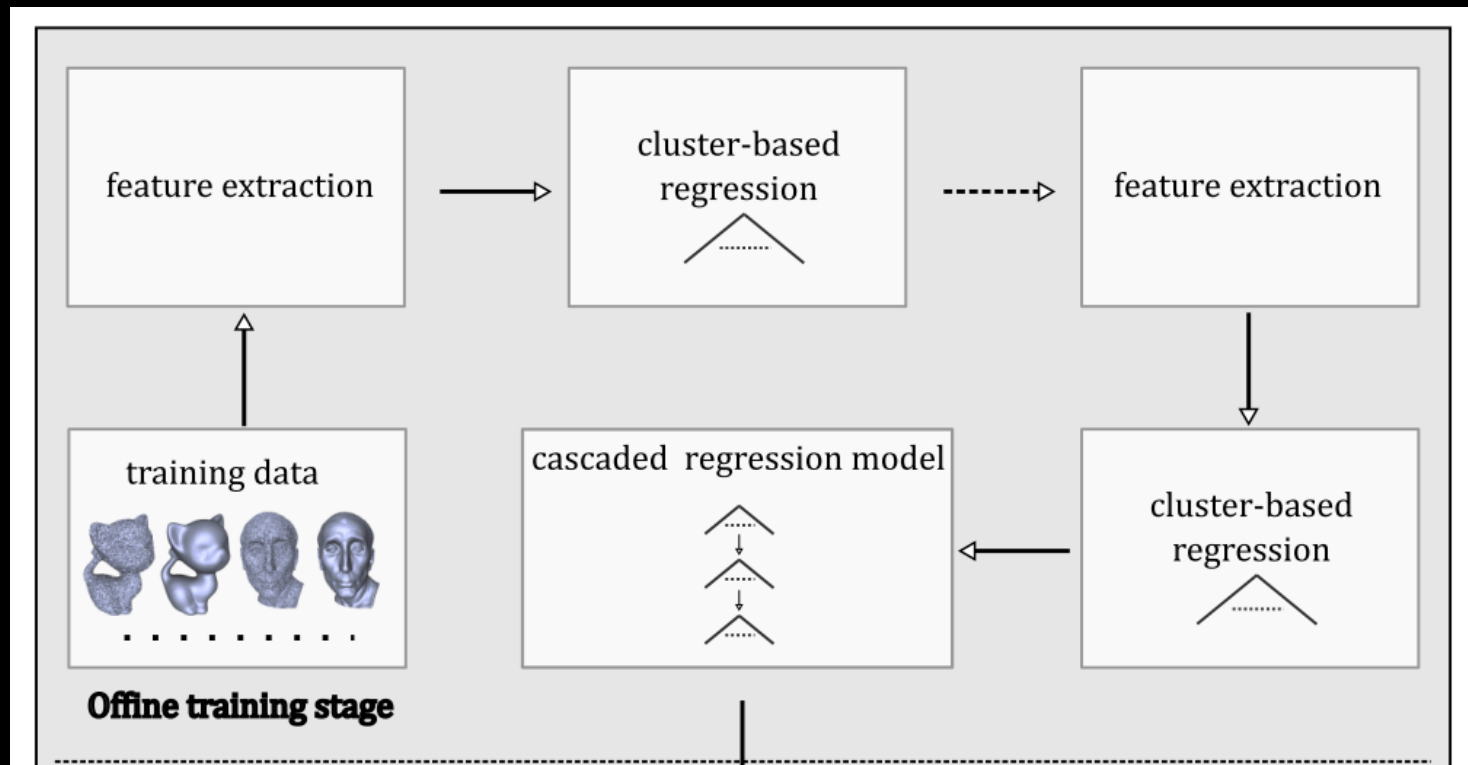 feature extraction
cluster-based
regression
feature extraction
training data
cascaded regression model
cluster-based
regression
Offine training stage